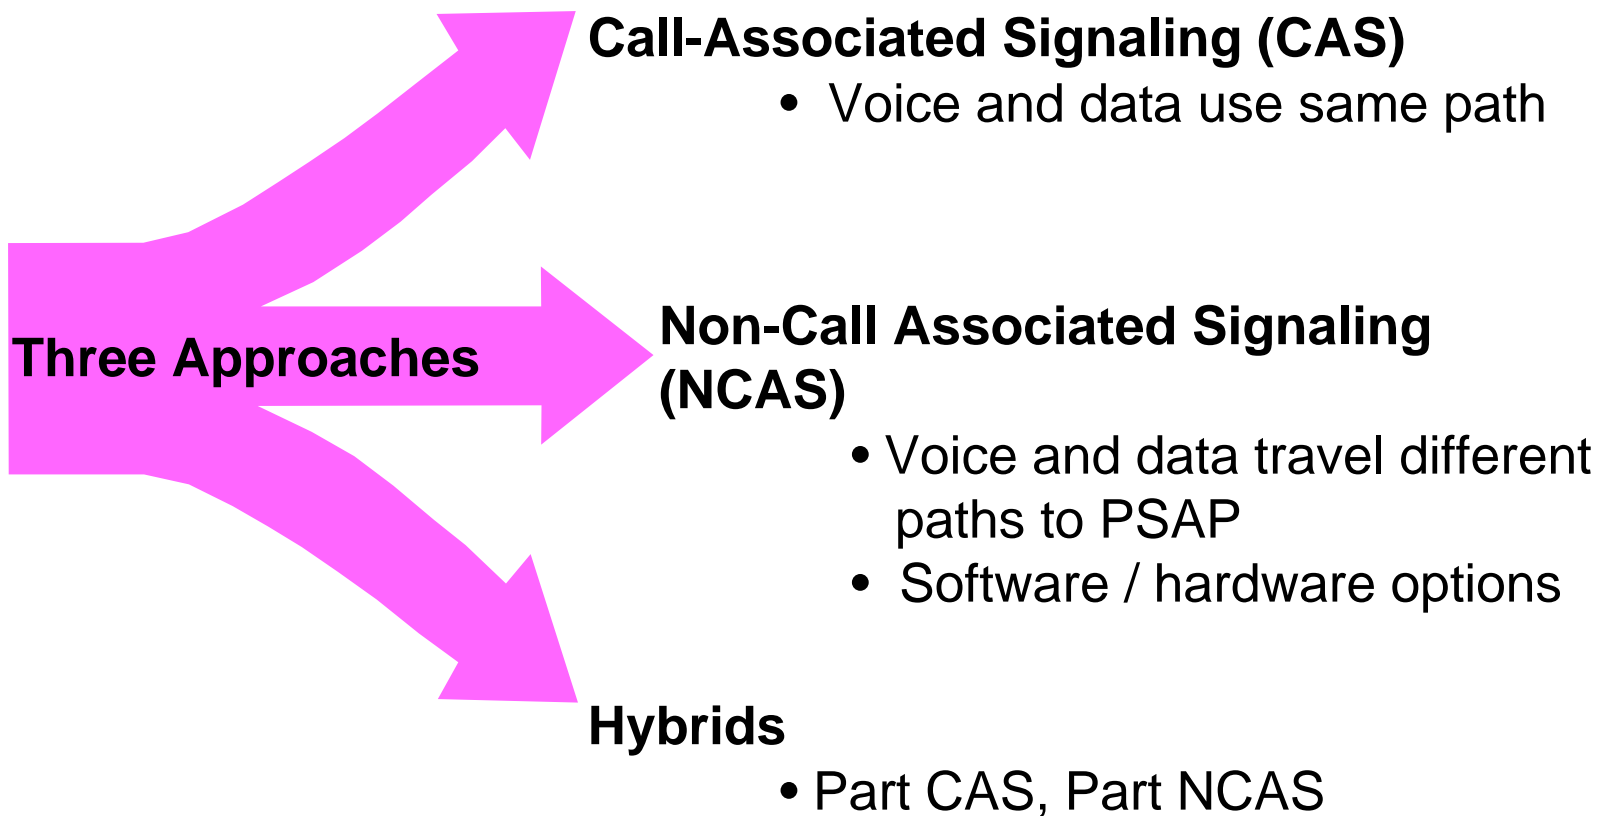 Call-Associated Signaling (CAS)
• Voice and data use same path
Three Approaches
Non-Call Associated Signaling
(NCAS)
• Voice and data travel different
paths to PSAP
• Software / hardware options
Hybrids
• Part CAS, Part NCAS